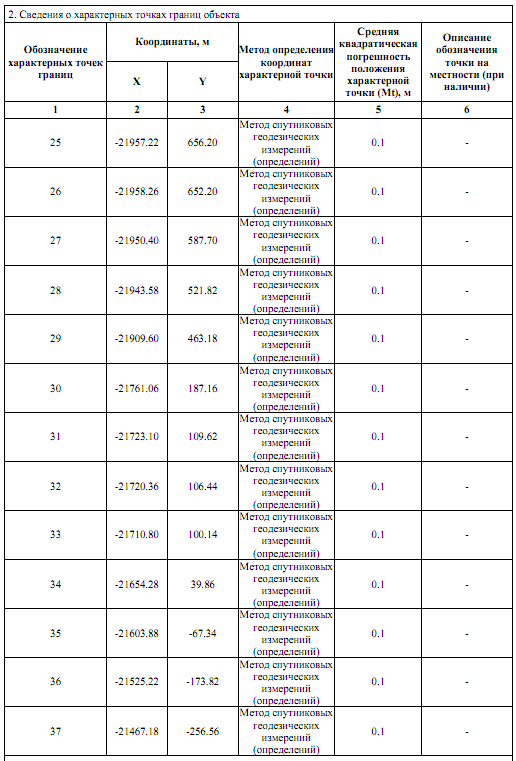 2. Сведения о характерных точках границ объекта
Обозначение
характерных точек
границ
Координаты, м
X
Y
Метод определения
координат
характерной точки
Средняя
квадратическая
погрешность
положения
характерной
точки (Mt), м
Описание
обозначения
точки на
местности (при
наличии)
1 2 3 4 5 6
25 -21957.22 656.20 Метод спутниковых
геодезических
измерений
(определений) 0.1 -
26 -21958.26 652.20 Метод спутниковых
геодезических
измерений
(определений) 0.1 -
27 -21950.40 587.70 Метод спутниковых
геодезических
измерений
(определений) 0.1 -
28 -21943.58 521.82 Метод спутниковых
геодезических
измерений
(определений) 0.1 -
29 -21909.60 463.18 Метод спутниковых
геодезических
измерений
(определений) 0.1 -
30 -21761.06 187.16 Метод спутниковых
геодезических
измерений
(определений) 0.1 -
31 -21723.10 109.62 Метод спутниковых
геодезических
измерений
(определений) 0.1 -
32 -21720.36 106.44 Метод спутниковых
геодезических
измерений
(определений) 0.1 -
33 -21710.80 100.14 Метод спутниковых
геодезических
измерений
(определений) 0.1 -
34 -21654.28 39.86 Метод спутниковых
геодезических
измерений
(определений) 0.1 -
35 -21603.88 -67.34 Метод спутниковых
геодезических
измерений
(определений) 0.1 -
36 -21525.22 -173.82 Метод спутниковых
геодезических
измерений
(определений) 0.1 -
37 -21467.18 -256.56 Метод спутниковых
геодезических
измерений
(определений) 0.1 -